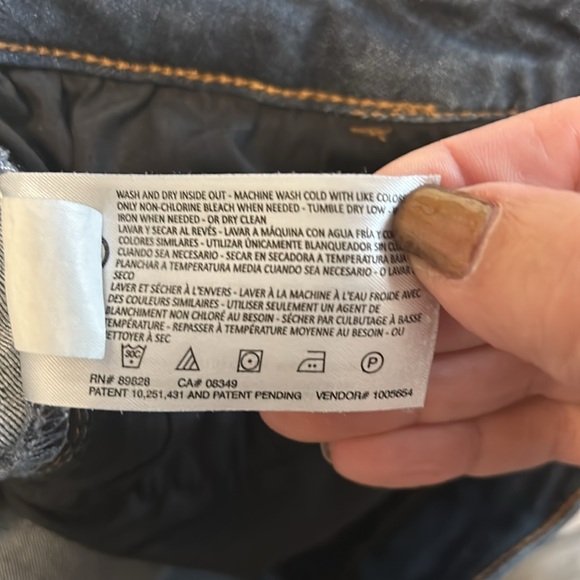 WASH AND DRY INSIDE OUT - MACHINE WASH COLD WITH LIKE
ONLY NON-CHLORINE BLEACH WHEN NEEDED - TUMBLE DRY LOW -
IRON WHEN NEEDED - OR DRY CLEAN
LAVAR Y SECAR AL REVÉS - LAVAR A MÁQUINA CON AGUA FRÍA Y
COLORES SIMILARES - UTILIZAR ÚNICAMENTE BLANQUEADOR SIN
CUANDO SEA NECESARIO - SECAR EN SECADORA A TEMPERATURA BAJA
PLANCHAR A TEMPERATURA MEDIA CUANDO SEA NECESARIO - O LAVAR
SECO
LAVER ET SÉCHER À L'ENVERS - LAVER À LA MACHINE À L'EAU FROIDE AVEC
DES COULEURS SIMILAIRES - UTILISER SEULEMENT UN AGENT DE
BLANCHIMENT NON CHLORÉ AU BESOIN - SÉCHER PAR CULBUTAGE À BASSE
TEMPÉRATURE - REPASSER À TEMPÉRATURE MOYENNE AU BESOIN - OU
NETTOYER À SEC
30C P
RN# 89828 CA# 08349
PATENT 10,251,431 AND PATENT PENDING VENDOR# 1005654